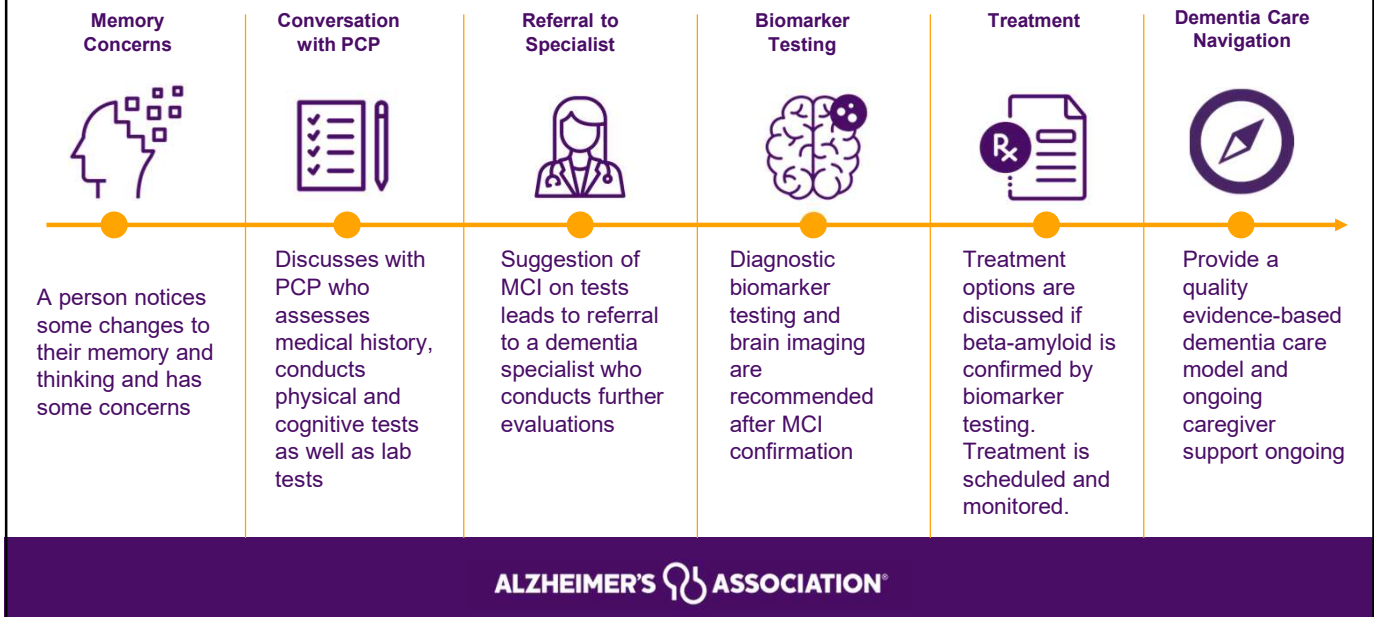 Memory
Concerns
Conversation
with PCP
Referral to
Specialist
Biomarker
Testing
Treatment
Dementia Care
Navigation
Rx
A person notices
some changes to
their memory and
thinking and has
some concerns
Discusses with
PCP who
assesses
medical history,
conducts
physical and
cognitive tests
as well as lab
tests
Suggestion of
MCI on tests
leads to referral
to a dementia
specialist who
conducts further
evaluations
Diagnostic
biomarker
testing and
brain imaging
are
recommended
after MCI
confirmation
Treatment
options are
discussed if
beta-amyloid is
confirmed by
biomarker
testing.
Treatment is
scheduled and
monitored.
Provide a
quality
evidence-based
dementia care
model and
ongoing
caregiver
support ongoing
ALZHEIMER'S ASSOCIATION®